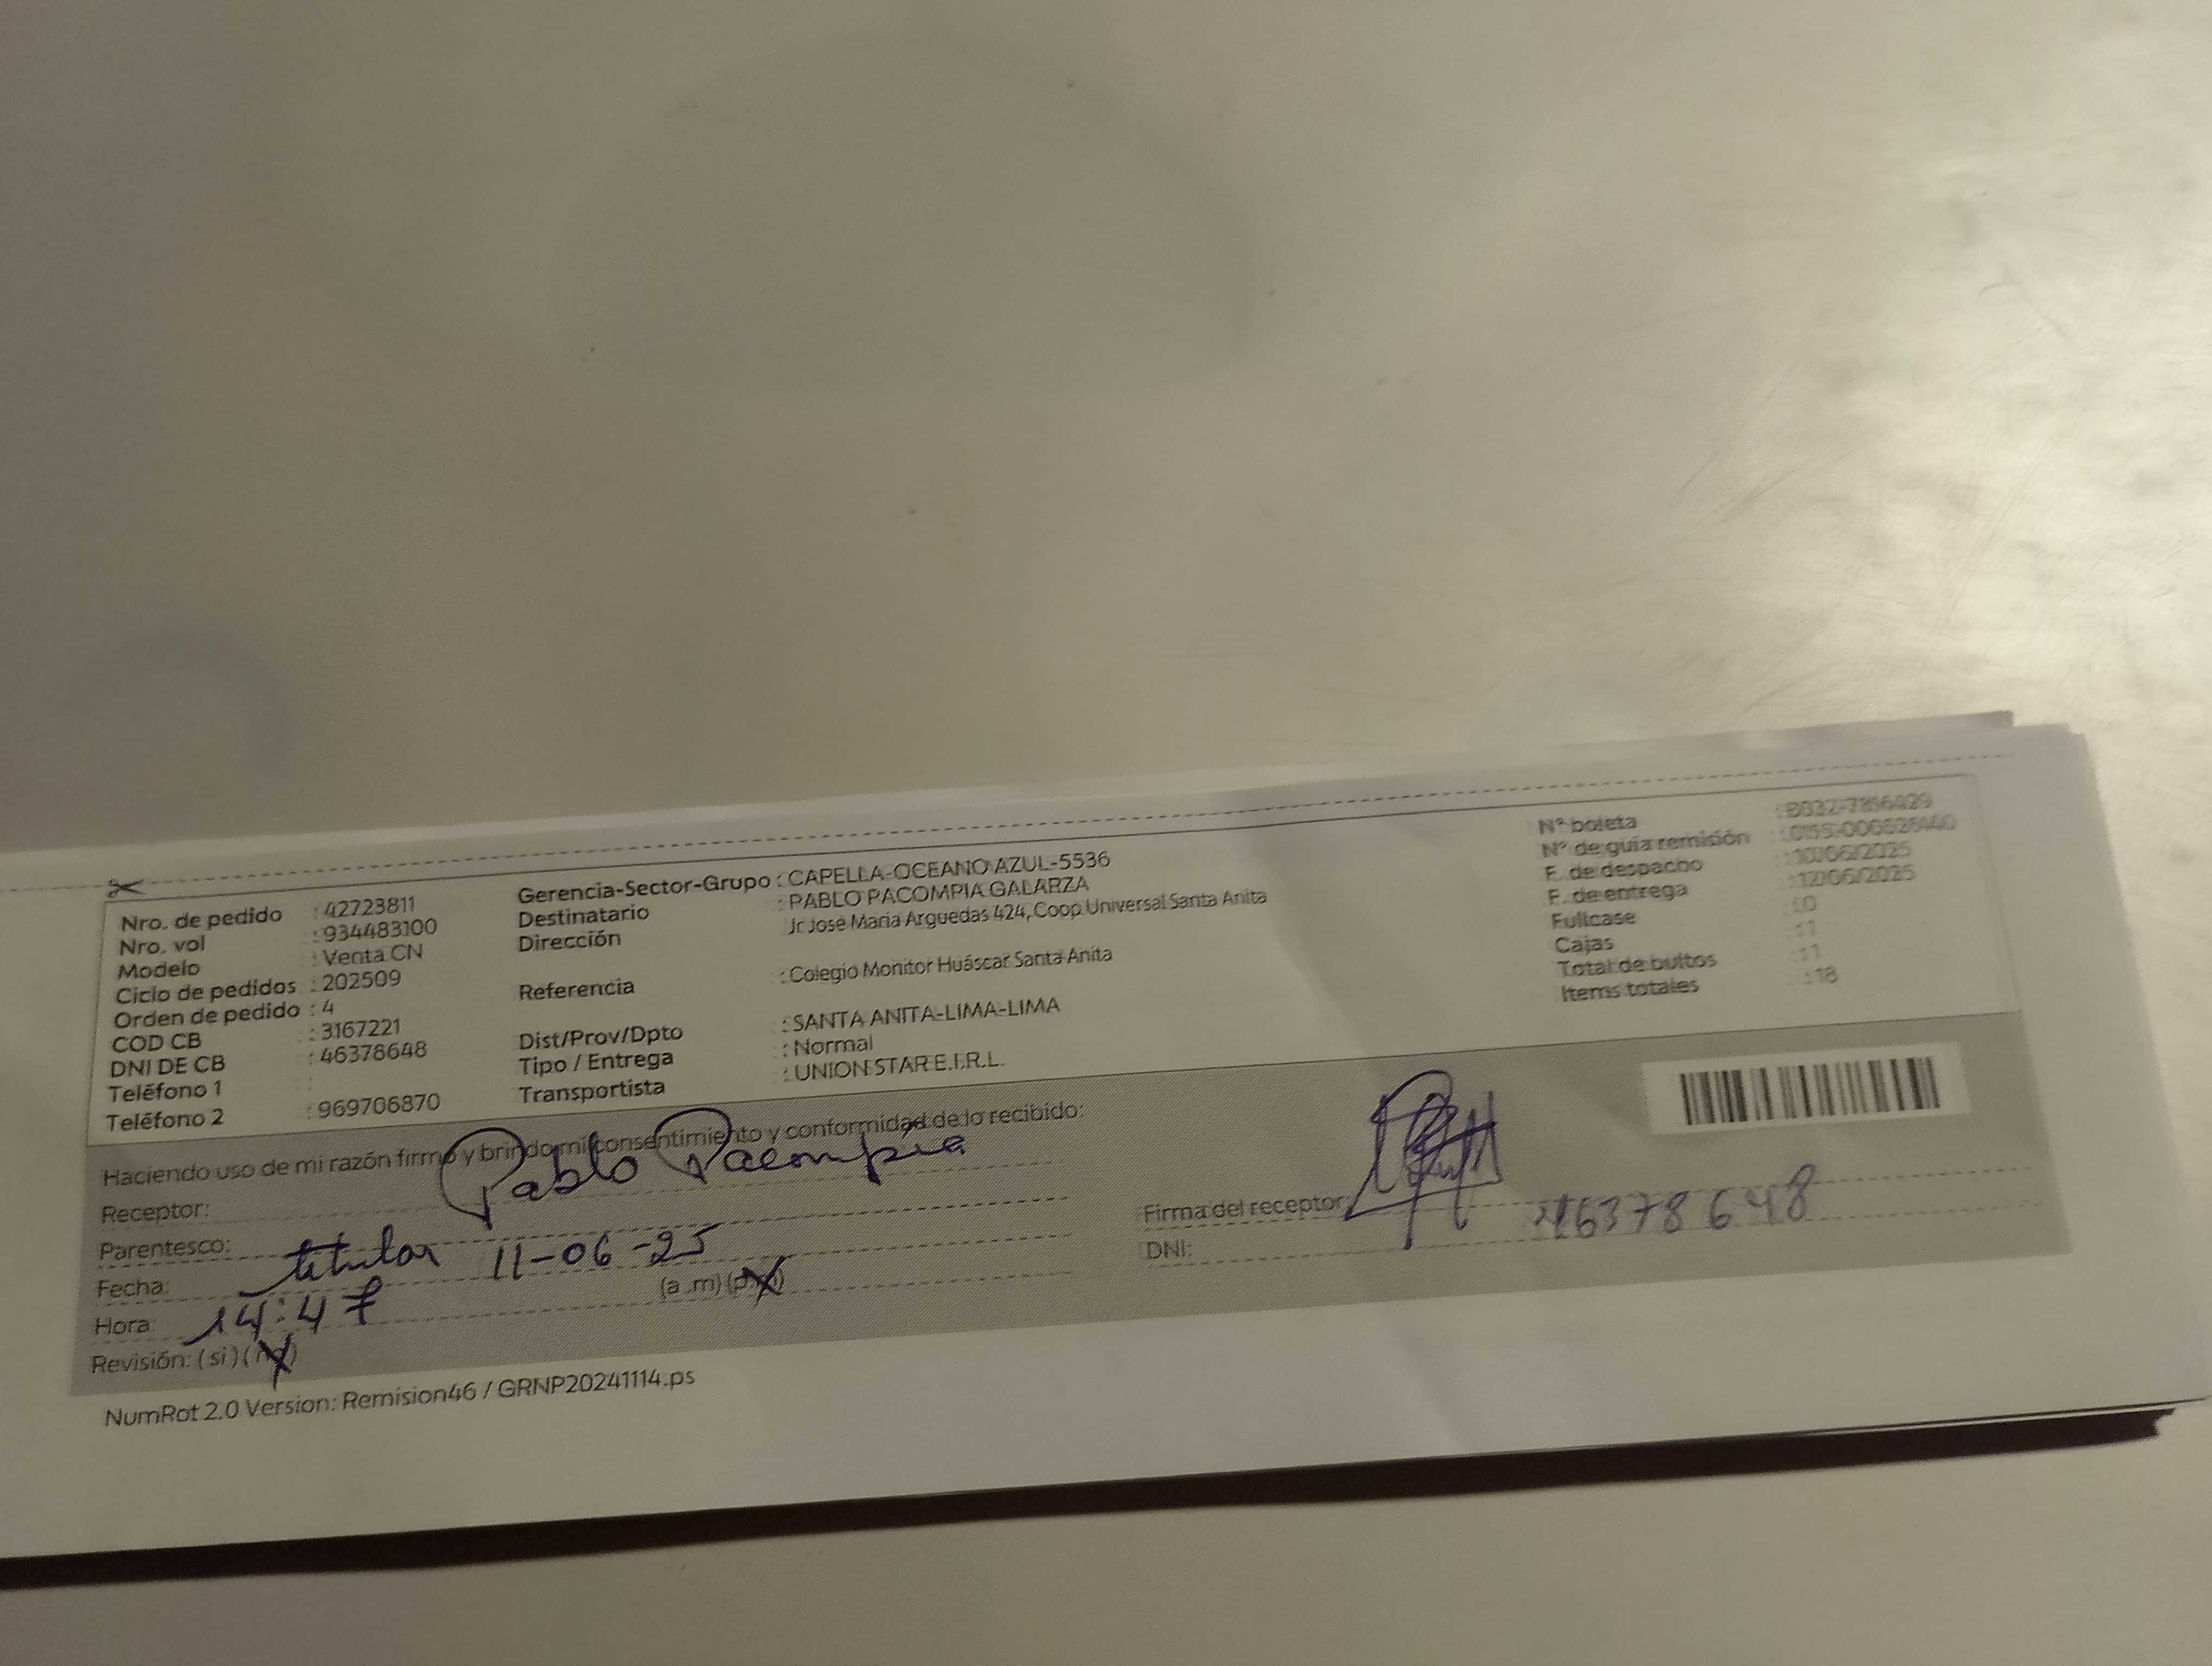 Nro. de pedido : 42723811
Nro. vol : 934483100
Modelo : Venta CN
Ciclo de pedidos : 202509
Orden de pedido : 4
COD CB : 3167221
DNI DE CB : 46378648
Teléfono 1 :
Teléfono 2 : 969706870
Gerencia-Sector-Grupo : CAPELLA-OCEANO AZUL-5536
Destinatario : PABLO PACOMPIA GALARZA
Dirección : Jr José María Arguedas 424, Coop Universal Santa Anita
Referencia : Colegio Monitor Huáscar Santa Anita
Dist/Prov/Dpto : SANTA ANITA-LIMA-LIMA
Tipo / Entrega : Normal
Transportista : UNION STAR E.I.R.L.
N° boleta
N° de guía remisión
F. de despacho : 10/06/2025
F. de entrega : 12/06/2025
Fullcase : 0
Cajas : 1
Total de bultos : 1
Items totales : 18
Haciendo uso de mi razón firmo y brindo mi consentimiento y conformidad de lo recibido:
Receptor: Pablo Pacompia
Parentesco: titular
Fecha: 11-06-25
Hora: 14:47 (a .m) (p
Revisión: (si) (no)
Firma del receptor
DNI: 46378648
NumRot 2.0 Version: Remision46 / GRNP20241114.ps